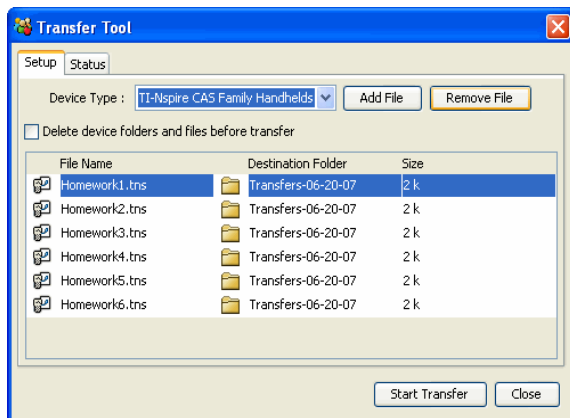 Transfer Tool
Setup Status
Device Type : TI-Nspire CAS Family Handhelds Add File Remove File
Delete device folders and files before transfer
File Name Destination Folder Size
Homework1.tns Transfers-06-20-07 2 k
Homework2.tns Transfers-06-20-07 2 k
Homework3.tns Transfers-06-20-07 2 k
Homework4.tns Transfers-06-20-07 2 k
Homework5.tns Transfers-06-20-07 2 k
Homework6.tns Transfers-06-20-07 2 k
Start Transfer Close